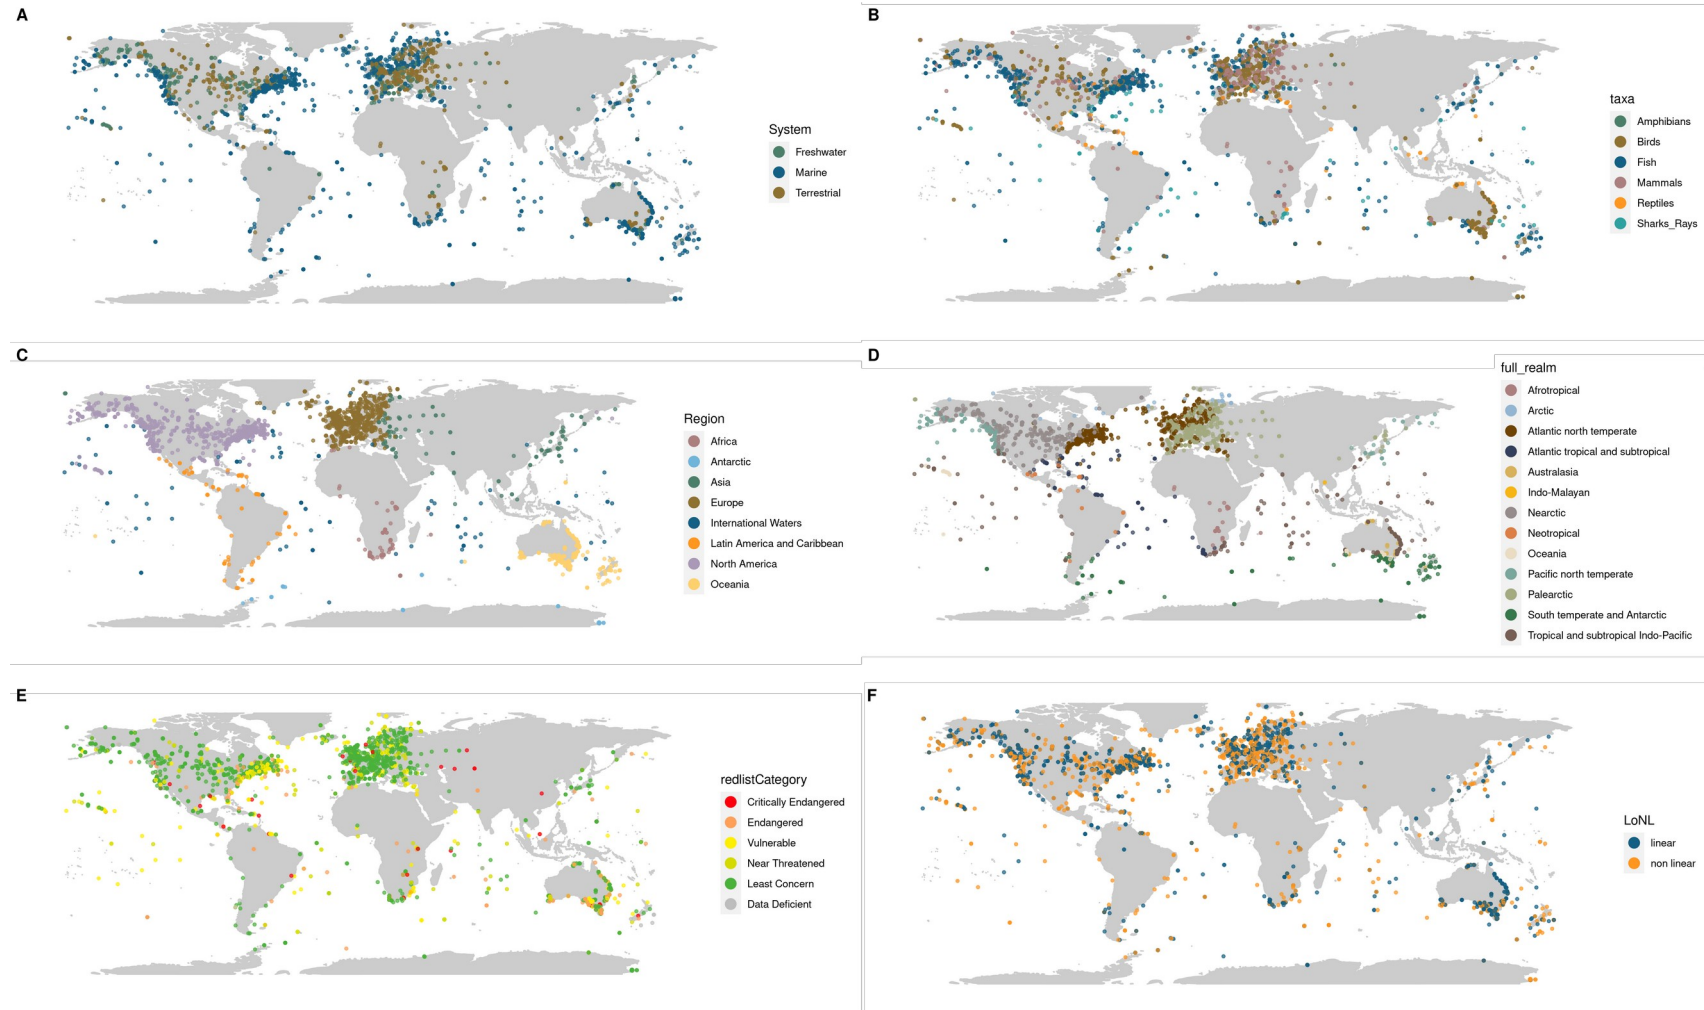 A
System
Freshwater
Marine
Terrestrial
B
taxa
Amphibians
Birds
Fish
Mammals
Reptiles
Sharks_Rays
C
Region
Africa
Antarctic
Asia
Europe
International Waters
Latin America and Caribbean
North America
Oceania
D
full_realm
Afrotropical
Arctic
Atlantic north temperate
Atlantic tropical and subtropical
Australasia
Indo-Malayan
Nearctic
Neotropical
Oceania
Pacific north temperate
Palearctic
South temperate and Antarctic
Tropical and subtropical Indo-Pacific
E
redlistCategory
Critically Endangered
Endangered
Vulnerable
Near Threatened
Least Concern
Data Deficient
F
LoNL
linear
non linear